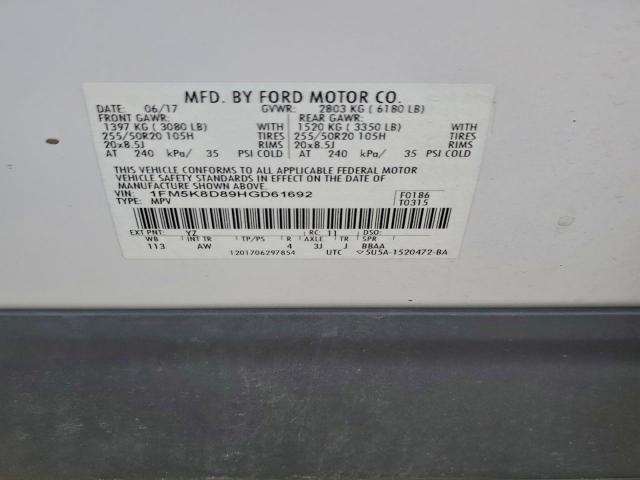 MFD. BY FORD MOTOR CO.
DATE: 06/17 GVWR: 2803 KG ( 6180 LB)
FRONT GAWR: REAR GAWR:
1397 KG ( 3080 LB) WITH 1520 KG ( 3350 LB) WITH
255/50R20 105H TIRES 255/50R20 105H TIRES
20x8.5J RIMS 20x8.5J RIMS
AT 240 kPa/ 35 PSI COLD AT 240 kPa/ 35 PSI COLD
THIS VEHICLE CONFORMS TO ALL APPLICABLE FEDERAL MOTOR
VEHICLE SAFETY STANDARDS IN EFFECT ON THE DATE OF
MANUFACTURE SHOWN ABOVE.
VIN: 1FM5K8D89HGD61692 F0186
TYPE: MPV T0315
EXT PNT: YZ RC: 11 DSO:
WB INT TR TP/PS R AXLE TR SPR
113 AW 4 3J J BBAA
1201706297854 UTC 5U5A-1520472-BA